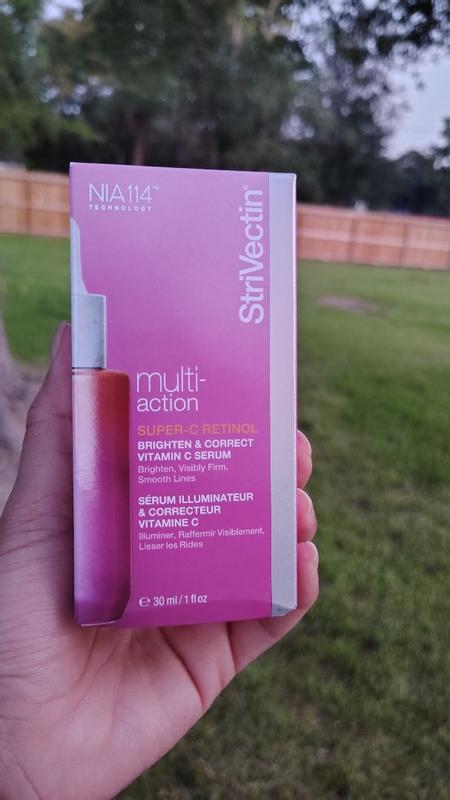 NIA114™
TECHNOLOGY
StriVectin®
multi-
action
SUPER-C RETINOL
BRIGHTEN & CORRECT
VITAMIN C SERUM
Brighten, Visibly Firm,
Smooth Lines
SÉRUM ILLUMINATEUR
& CORRECTEUR
VITAMINE C
Illuminer, Raffermir Visiblement,
Lisser les Rides
℮ 30 ml/1 fl oz